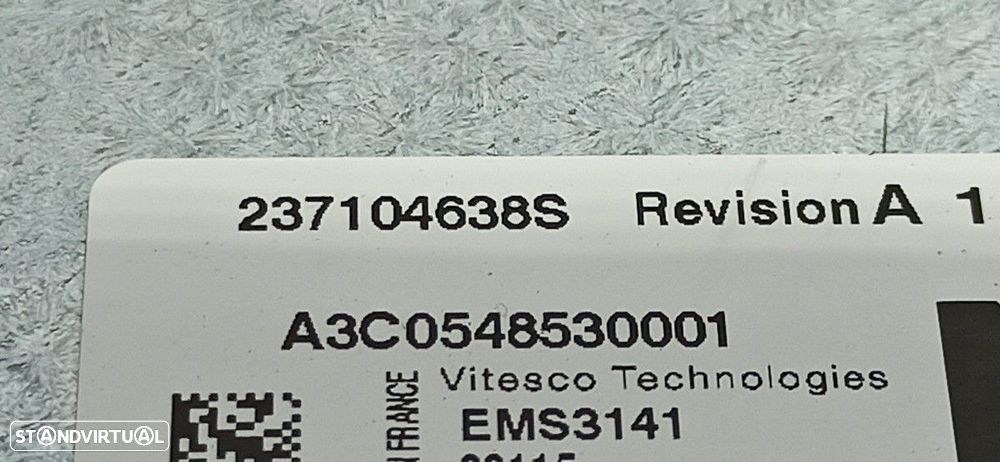 237104638S Revision A 1
A3C0548530001
Vitesco Technologies
FRANCE
EMS3141
STANDVIRTUAL